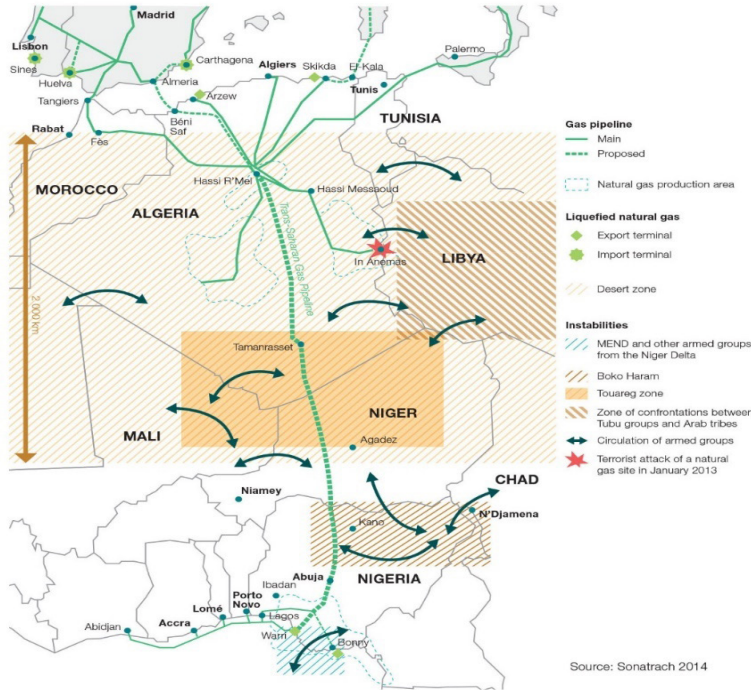 Madrid
Lisbon
Sines
Huelva
Carthagena
Almeria
Algiers
Skikda
El Kala
Palermo
Tunis
Tangiers
Arzew
Béni
Saf
TUNISIA
Rabat
Fès
MOROCCO
Hassi R'Mel
Hassi Messaoud
ALGERIA
In Anemas
LIBYA
Trans-Saharan Gas Pipeline
2 000 km
Tamanrasset
NIGER
MALI
Agadez
CHAD
Niamey
N'Djamena
Kano
NIGERIA
Abuja
Ibadan
Porto
Novo
Lomé
Accra
Abidjan
Lagos
Warri
Bonny
Gas pipeline
Main
Proposed
Natural gas production area
Liquefied natural gas
Export terminal
Import terminal
Desert zone
Instabilities
MEND and other armed groups
from the Niger Delta
Boko Haram
Touareg zone
Zone of confrontations between
Tubu groups and Arab tribes
Circulation of armed groups
Terrorist attack of a natural
gas site in January 2013
Source: Sonatrach 2014